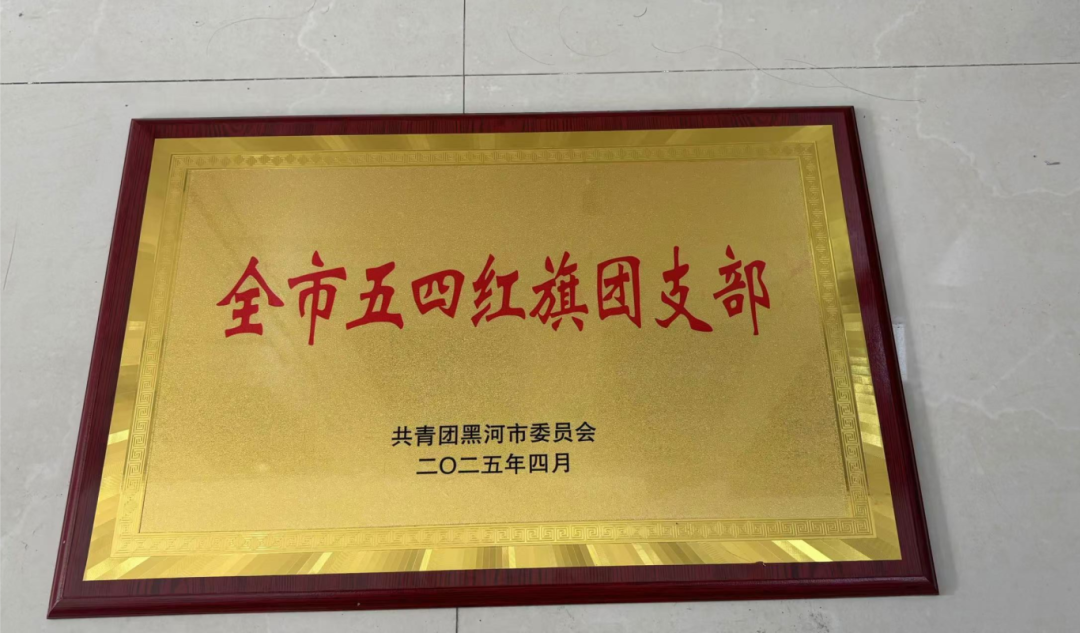 全市五四红旗团支部
共青团黑河市委员会
二〇二五年四月